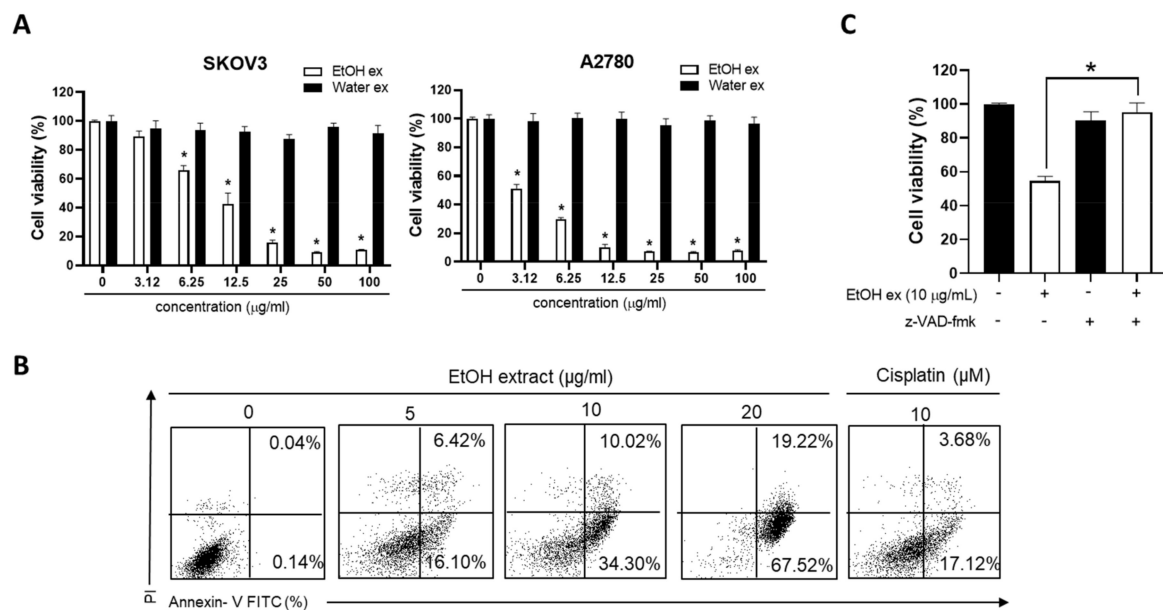 A
SKOV3
EtOH ex
Water ex
Cell viability (%)
120
100
80
60
40
20
0
* * * * *
0 3.12 6.25 12.5 25 50 100
concentration (μg/ml)
A2780
EtOH ex
Water ex
Cell viability (%)
120
100
80
60
40
20
0
* * * * * *
0 3.12 6.25 12.5 25 50 100
concentration (μg/ml)
C
*
Cell viability (%)
120
100
80
60
40
20
0
EtOH ex (10 μg/mL) - + - +
z-VAD-fmk - - + +
B
EtOH extract (μg/ml) Cisplatin (μM)
0 5 10 20 10
0.04% 6.42% 10.02% 19.22% 3.68%
0.14% 16.10% 34.30% 67.52% 17.12%
PI
Annexin- V FITC (%)